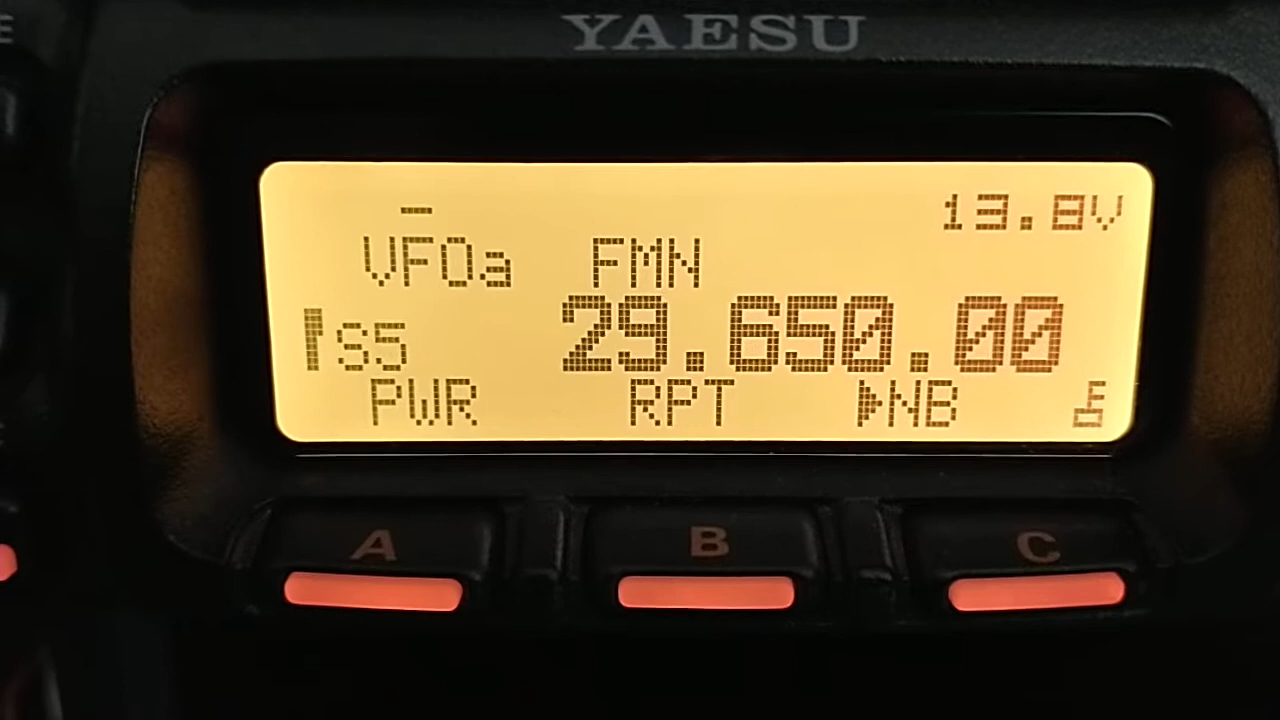 E
YAESU
13.8V
VFOa FMN
S5 29.650.00
PWR RPT ▶NB
A B C